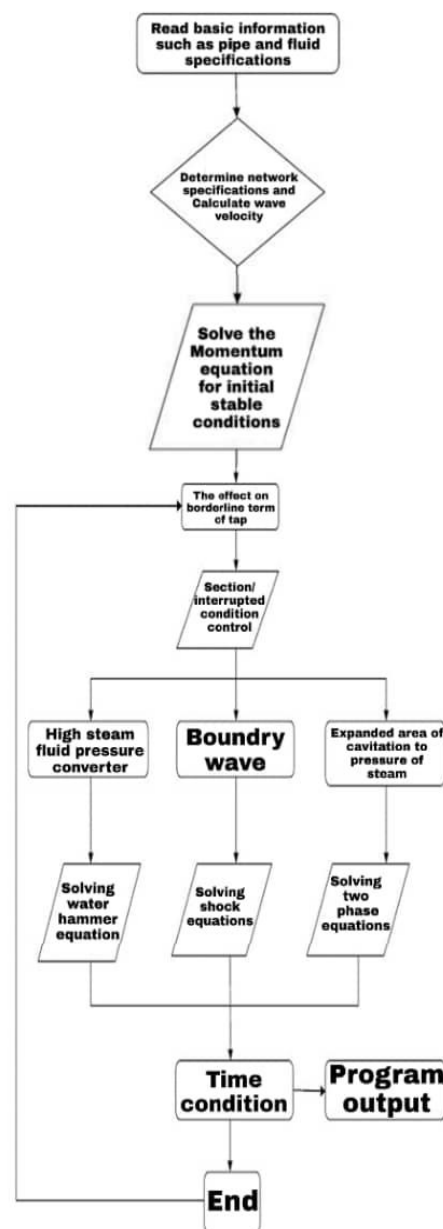 Read basic information
such as pipe and fluid
specifications
Determine network
specifications and
Calculate wave
velocity
Solve the
Momentum
equation
for initial
stable
conditions
The effect on
borderline term
of tap
Section/
interrupted
condition
control
High steam
fluid pressure
converter
Boundry
wave
Expanded area of
cavitation to
pressure of
steam
Solving
water
hammer
equation
Solving
shock
equations
Solving
two
phase
equations
Time
condition
Program
output
End